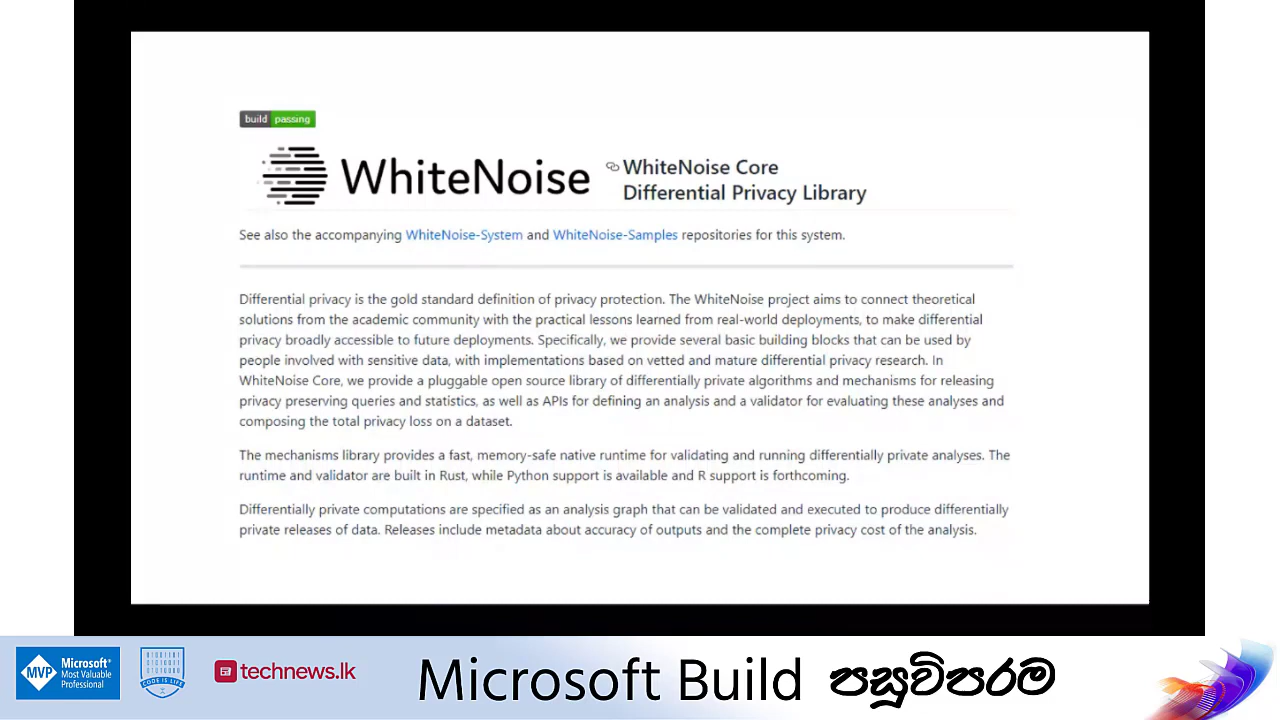 build passing
WhiteNoise
WhiteNoise Core
Differential Privacy Library
See also the accompanying WhiteNoise-System and WhiteNoise-Samples repositories for this system.
Differential privacy is the gold standard definition of privacy protection. The WhiteNoise project aims to connect theoretical
solutions from the academic community with the practical lessons learned from real-world deployments, to make differential
privacy broadly accessible to future deployments. Specifically, we provide several basic building blocks that can be used by
people involved with sensitive data, with implementations based on vetted and mature differential privacy research. In
WhiteNoise Core, we provide a pluggable open source library of differentially private algorithms and mechanisms for releasing
privacy preserving queries and statistics, as well as APIs for defining an analysis and a validator for evaluating these analyses and
composing the total privacy loss on a dataset.
The mechanisms library provides a fast, memory-safe native runtime for validating and running differentially private analyses. The
runtime and validator are built in Rust, while Python support is available and R support is forthcoming.
Differentially private computations are specified as an analysis graph that can be validated and executed to produce differentially
private releases of data. Releases include metadata about accuracy of outputs and the complete privacy cost of the analysis.
MVP
Microsoft®
Most Valuable
Professional
CODE IS LIFE
technews.lk
Microsoft Build පසුවිපරම